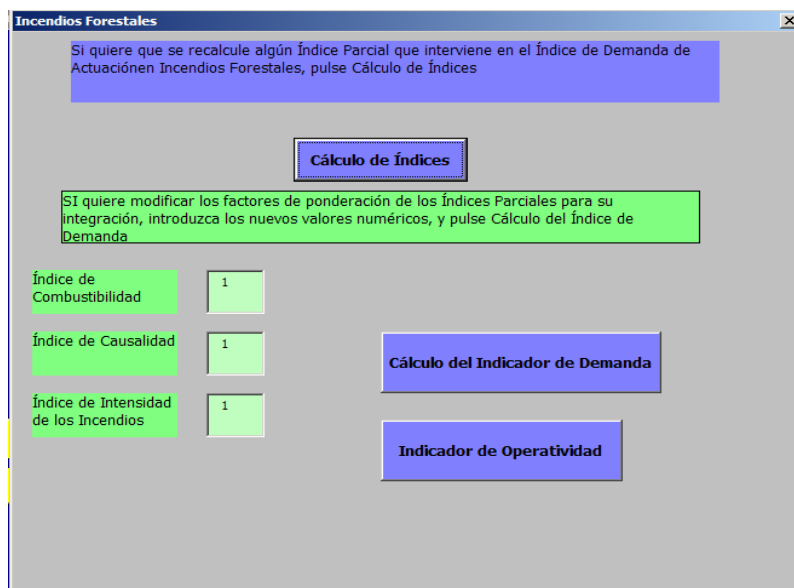 Incendios Forestales
Si quiere que se recalcule algún Índice Parcial que interviene en el Índice de Demanda de
Actuaciónen Incendios Forestales, pulse Cálculo de Índices
Cálculo de Índices
SI quiere modificar los factores de ponderación de los Índices Parciales para su
integración, introduzca los nuevos valores numéricos, y pulse Cálculo del Índice de
Demanda
Índice de
Combustibilidad
1
Índice de Causalidad
1
Cálculo del Indicador de Demanda
Índice de Intensidad
de los Incendios
1
Indicador de Operatividad